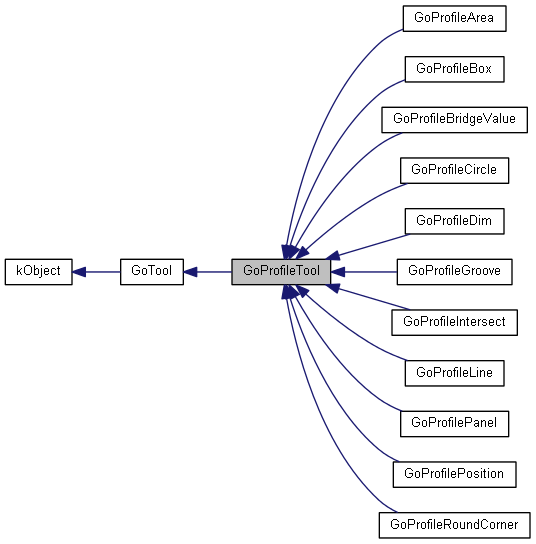 GoProfileArea
GoProfileBox
GoProfileBridgeValue
GoProfileCircle
GoProfileDim
kObject
GoTool
GoProfileTool
GoProfileGroove
GoProfileIntersect
GoProfileLine
GoProfilePanel
GoProfilePosition
GoProfileRoundCorner